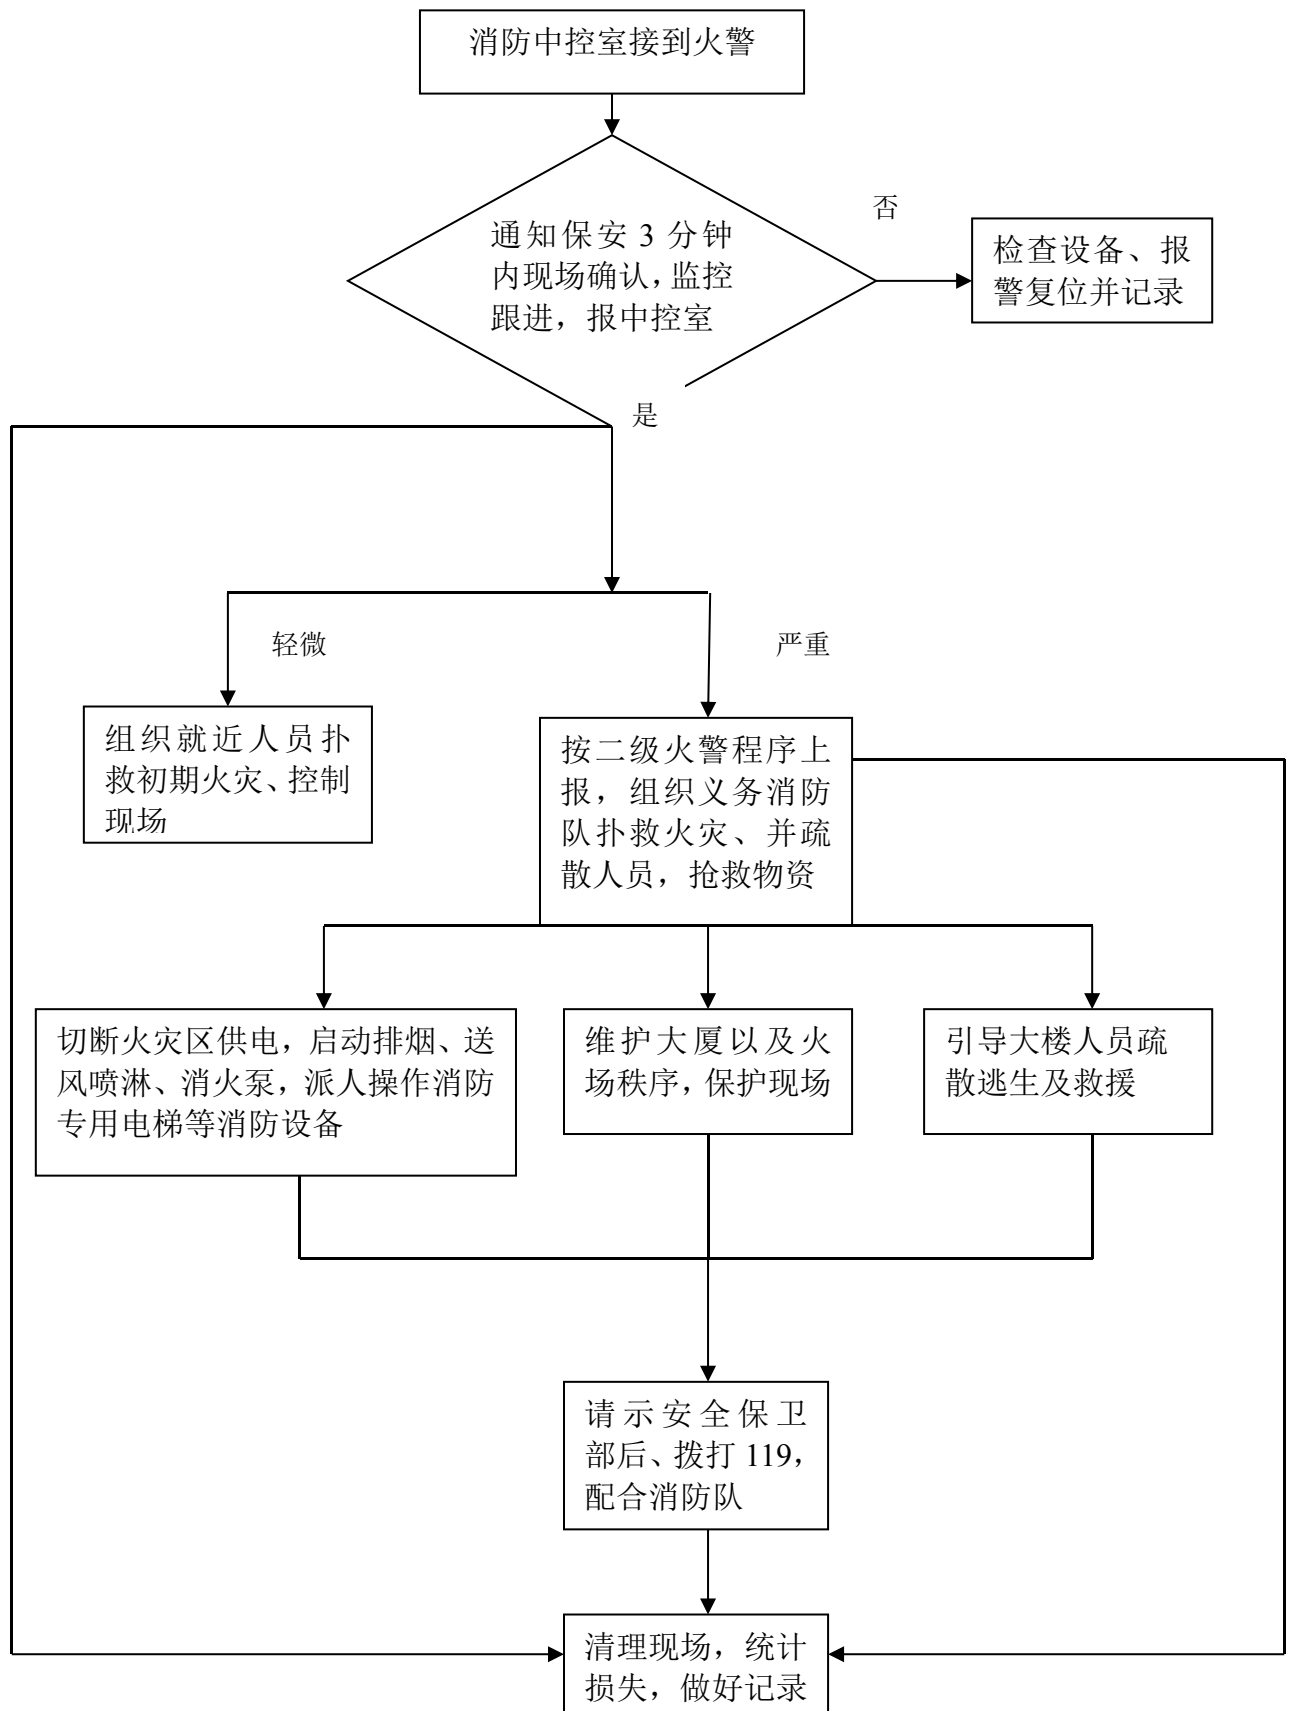 消防中控室接到火警
否
通知保安 3 分钟
内现场确认，监控
跟进，报中控室
检查设备、报
警复位并记录
是
轻微
严重
组织就近人员扑
救初期火灾、控制
现场
按二级火警程序上
报，组织义务消防
队扑救火灾、并疏
散人员，抢救物资
切断火灾区供电，启动排烟、送
风喷淋、消火泵，派人操作消防
专用电梯等消防设备
维护大厦以及火
场秩序，保护现场
引导大楼人员疏
散逃生及救援
请示安全保卫
部后、拨打 119，
配合消防队
清理现场，统计
损失，做好记录